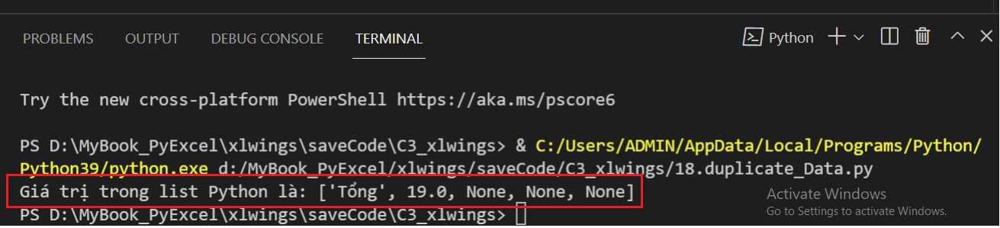 PROBLEMS OUTPUT DEBUG CONSOLE TERMINAL Python
Try the new cross-platform PowerShell https://aka.ms/pscore6
PS D:\MyBook_PyExcel\xlwings\saveCode\C3_xlwings> & C:/Users/ADMIN/AppData/Local/Programs/Python/
Python39/python.exe d:/MyBook_PyExcel/xlwings/saveCode/C3_xlwings/18.duplicate_Data.py
Giá trị trong list Python là: ['Tổng', 19.0, None, None, None]
PS D:\MyBook_PyExcel\xlwings\saveCode\C3_xlwings>
Activate Windows
Go to Settings to activate Windows.